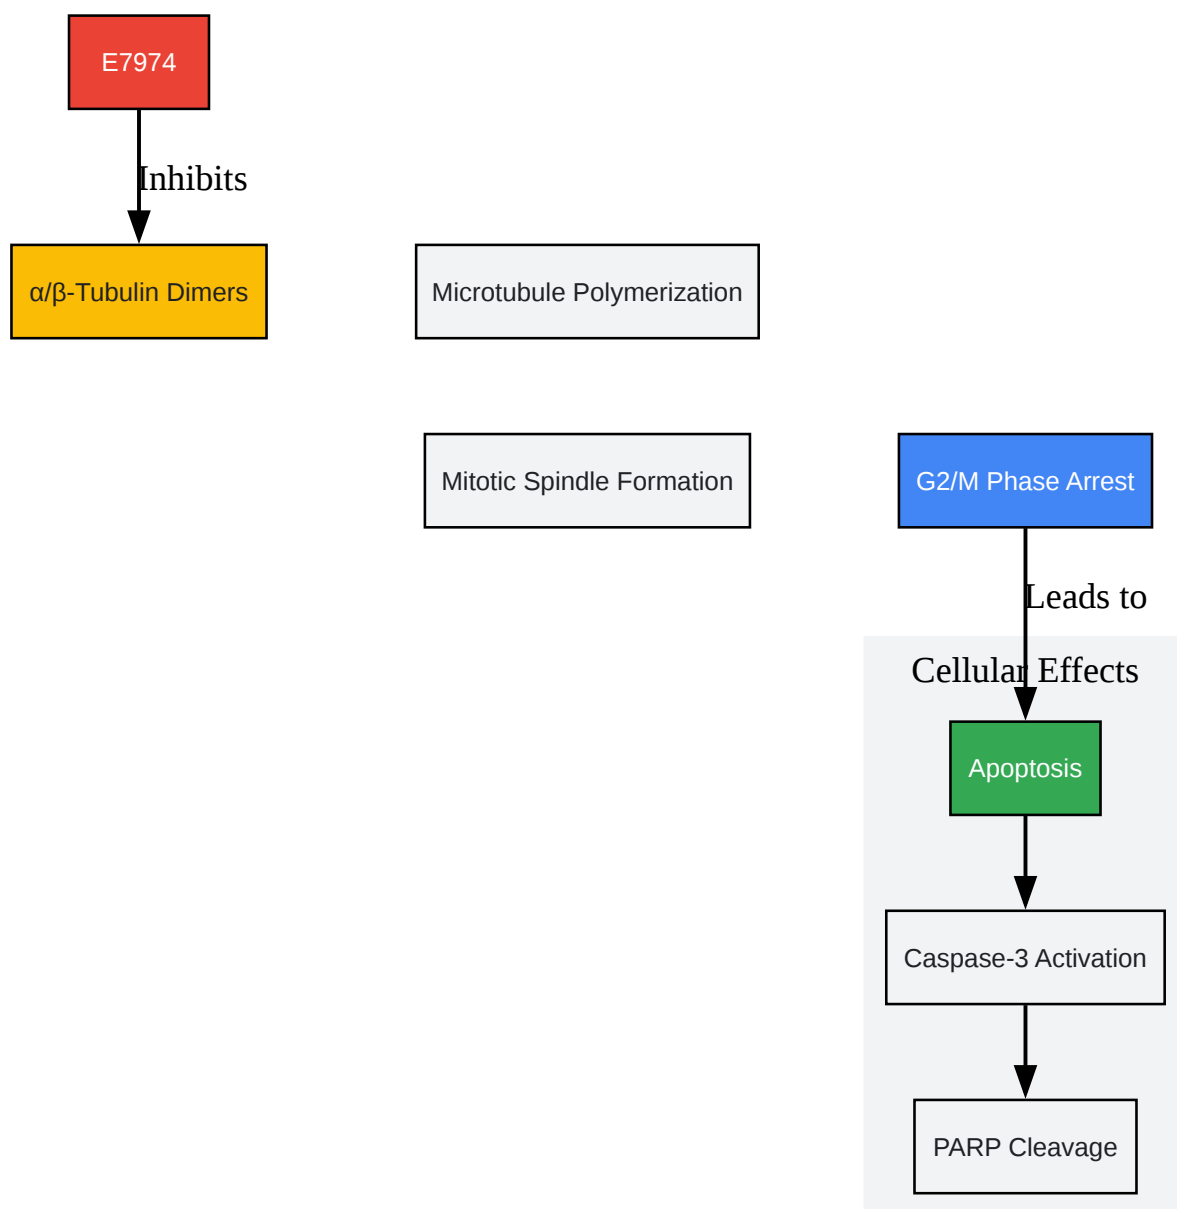 E7974
Inhibits
α/β-Tubulin Dimers
Microtubule Polymerization
Mitotic Spindle Formation
G2/M Phase Arrest
Leads to
Cellular Effects
Apoptosis
Caspase-3 Activation
PARP Cleavage